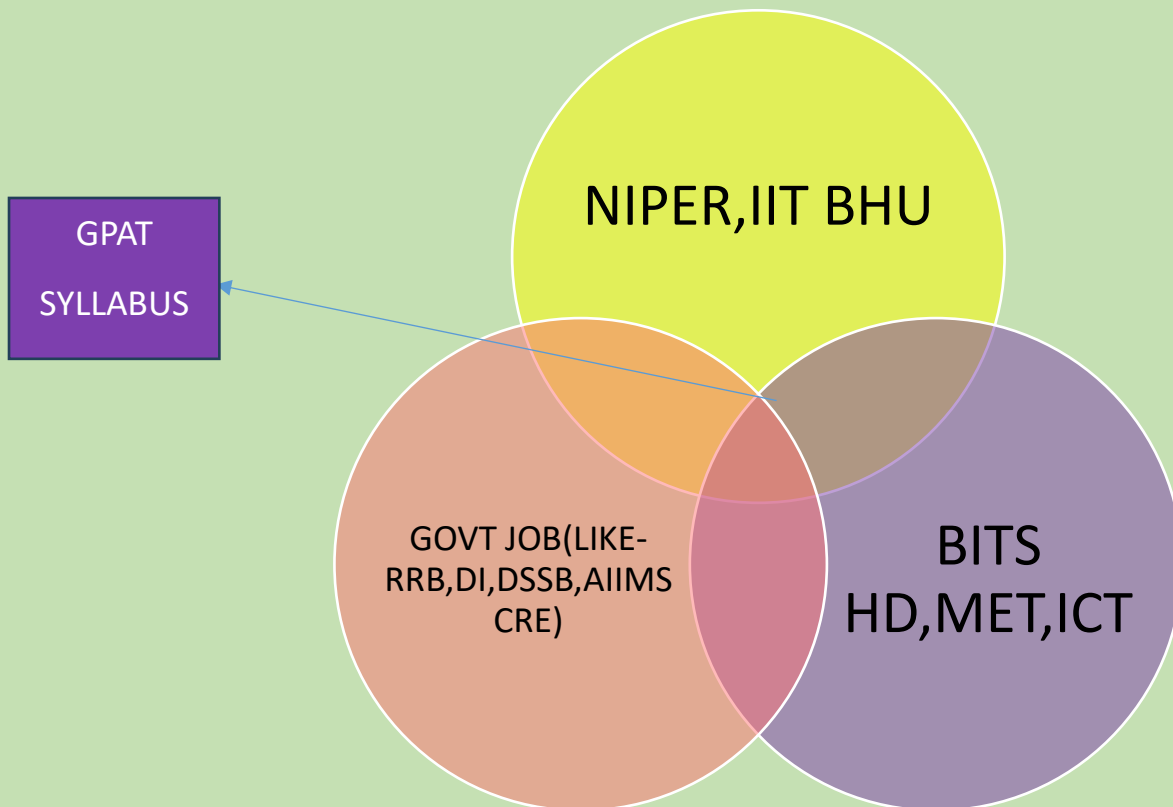 NIPER,IIT BHU
GPAT
SYLLABUS
GOVT JOB(LIKE-
RRB,DI,DSSB,AIIMS
CRE)
BITS
HD,MET,ICT